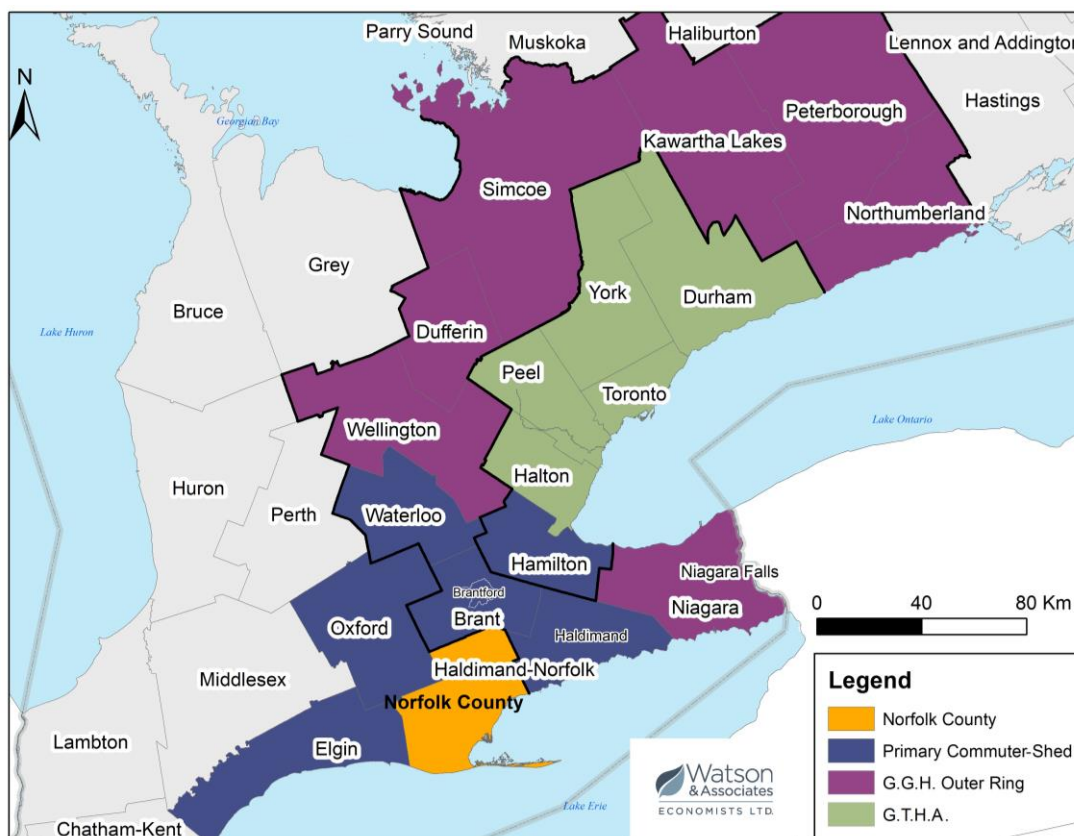 Parry Sound
Muskoka
Haliburton
Lennox and Addington
Hastings
N
Georgian Bay
Peterborough
Kawartha Lakes
Simcoe
Northumberland
Grey
York
Durham
Bruce
Lake Huron
Dufferin
Peel
Toronto
Lake Ontario
Wellington
Halton
Huron
Perth
Waterloo
Hamilton
Niagara Falls
Brantford
Niagara
0 40 80 Km
Brant
Oxford
Haldimand
Haldimand-Norfolk
Middlesex
Norfolk County
Legend
Norfolk County
Primary Commuter-Shed
G.G.H. Outer Ring
G.T.H.A.
Lambton
Elgin
Watson
& Associates
ECONOMISTS LTD.
Lake Erie
Chatham-Kent